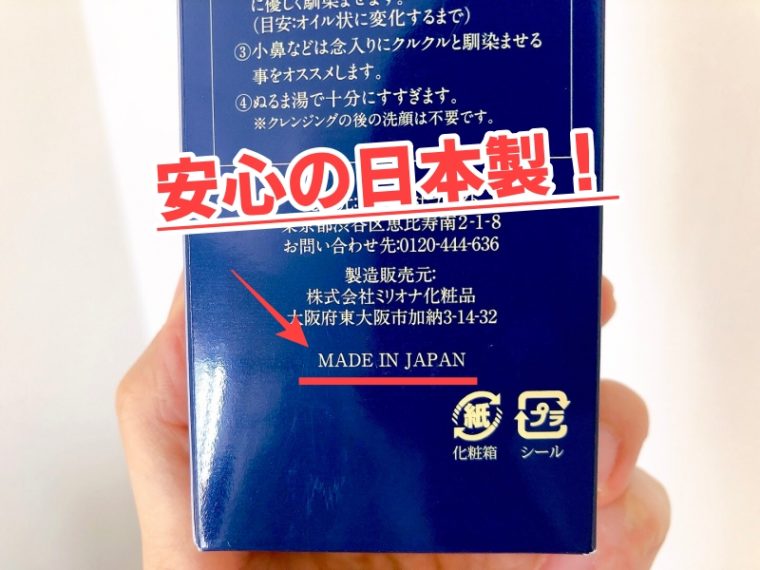 に優しく馴染ませます。
(目安:オイル状に変化するまで)
③小鼻などは念入りにクルクルと馴染ませる
事をオススメします。
④ぬるま湯で十分にすすぎます。
※クレンジングの後の洗顔は不要です。
安心の日本製！
東京都渋谷区恵比寿南2-1-8
お問い合わせ先:0120-444-636
製造販売元:
株式会社ミリオナ化粧品
大阪府東大阪市加納3-14-32
MADE IN JAPAN
紙
プラ
化粧箱
シール